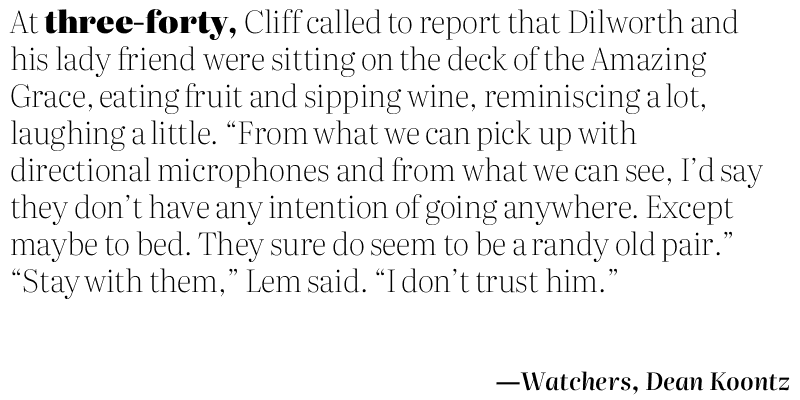 At three-forty, Cliff called to report that Dilworth and
his lady friend were sitting on the deck of the Amazing
Grace, eating fruit and sipping wine, reminiscing a lot,
laughing a little. “From what we can pick up with
directional microphones and from what we can see, I’d say
they don’t have any intention of going anywhere. Except
maybe to bed. They sure do seem to be a randy old pair.”
“Stay with them,” Lem said. “I don’t trust him.”
—Watchers, Dean Koontz